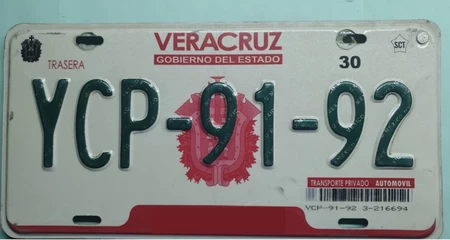 VERACRUZ
GOBIERNO DEL ESTADO
TRASERA
30
SCT
YCP-91-92
TRANSPORTE PRIVADO AUTOMOVIL
YCP-91-92 3-216694